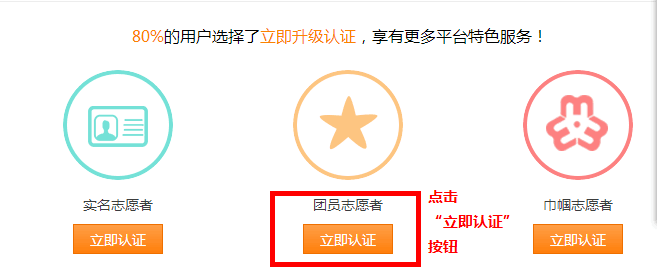 80%的用户选择了立即升级认证，享有更多平台特色服务！
实名志愿者
团员志愿者
巾帼志愿者
点击
“立即认证”
按钮
立即认证
立即认证
立即认证